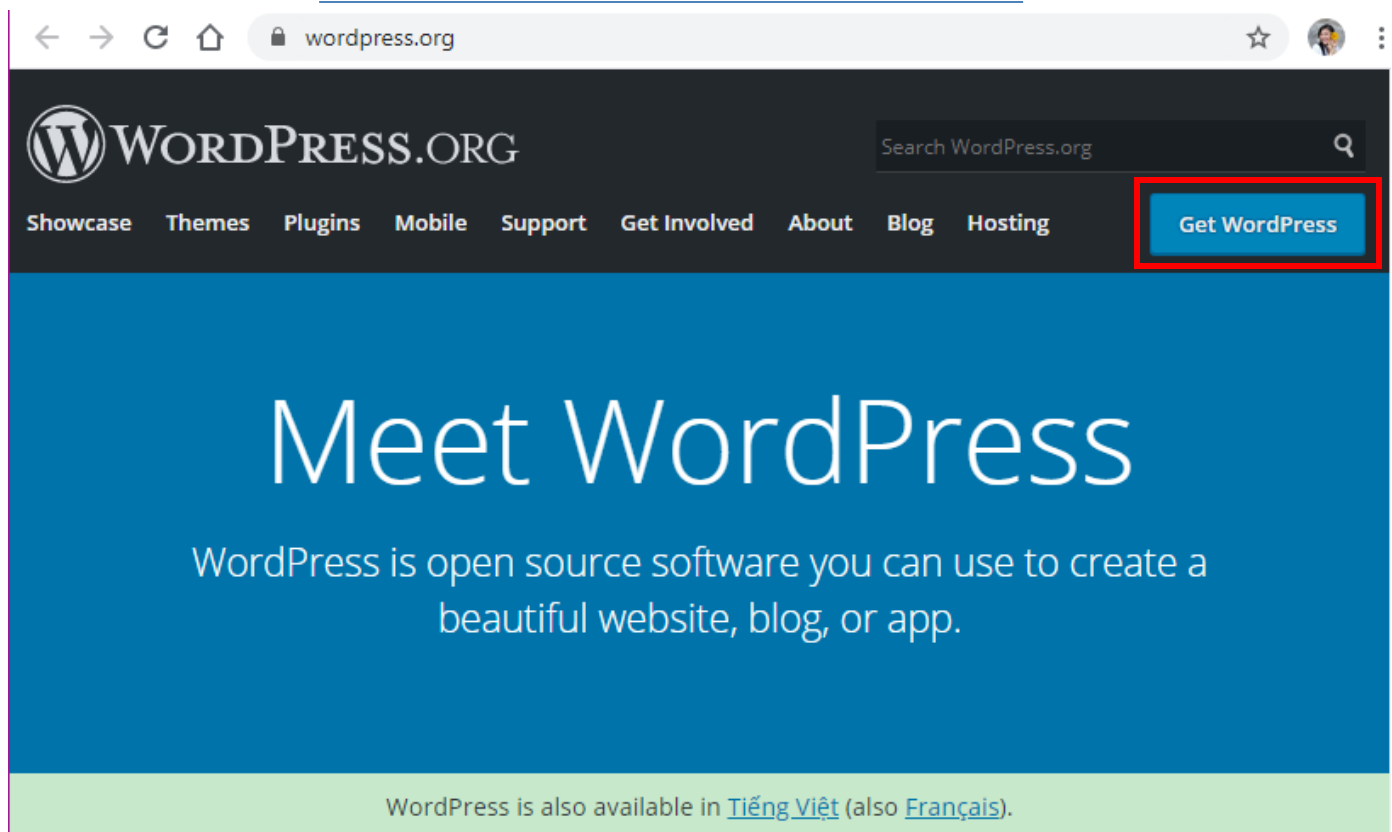 wordpress.org
WORDPRESS.ORG
Search WordPress.org
Showcase Themes Plugins Mobile Support Get Involved About Blog Hosting Get WordPress
Meet WordPress
WordPress is open source software you can use to create a
beautiful website, blog, or app.
WordPress is also available in Tiếng Việt (also Français).